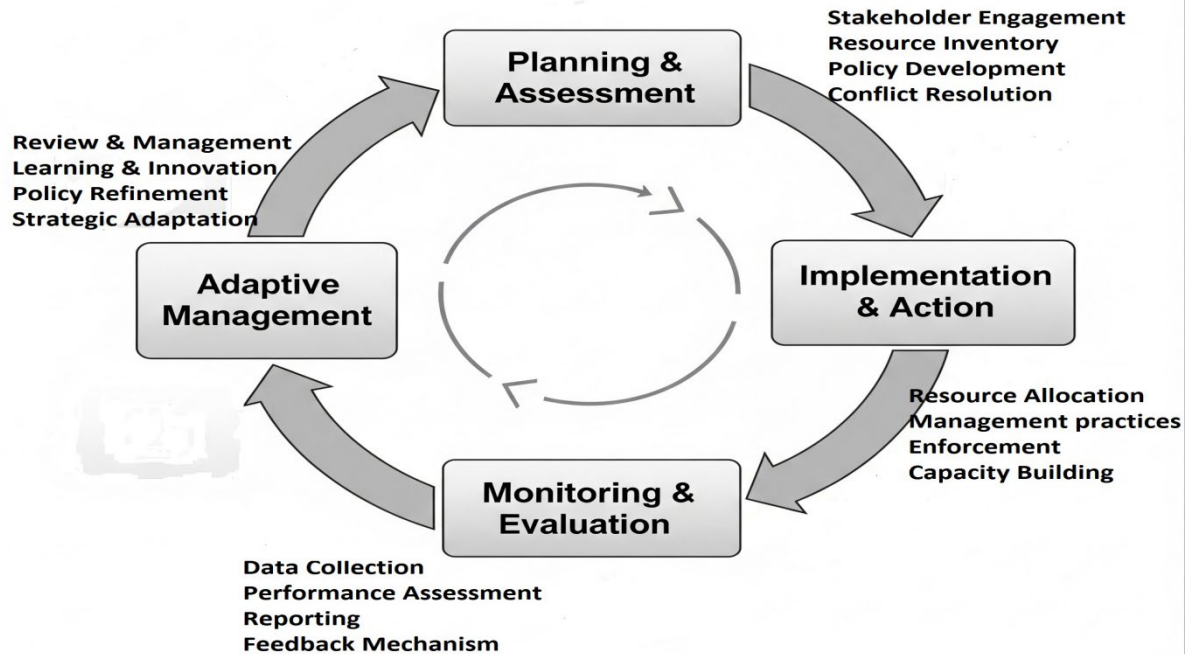 Planning &
Assessment
Stakeholder Engagement
Resource Inventory
Policy Development
Conflict Resolution
Implementation
& Action
Resource Allocation
Management practices
Enforcement
Capacity Building
Monitoring &
Evaluation
Data Collection
Performance Assessment
Reporting
Feedback Mechanism
Adaptive
Management
Review & Management
Learning & Innovation
Policy Refinement
Strategic Adaptation